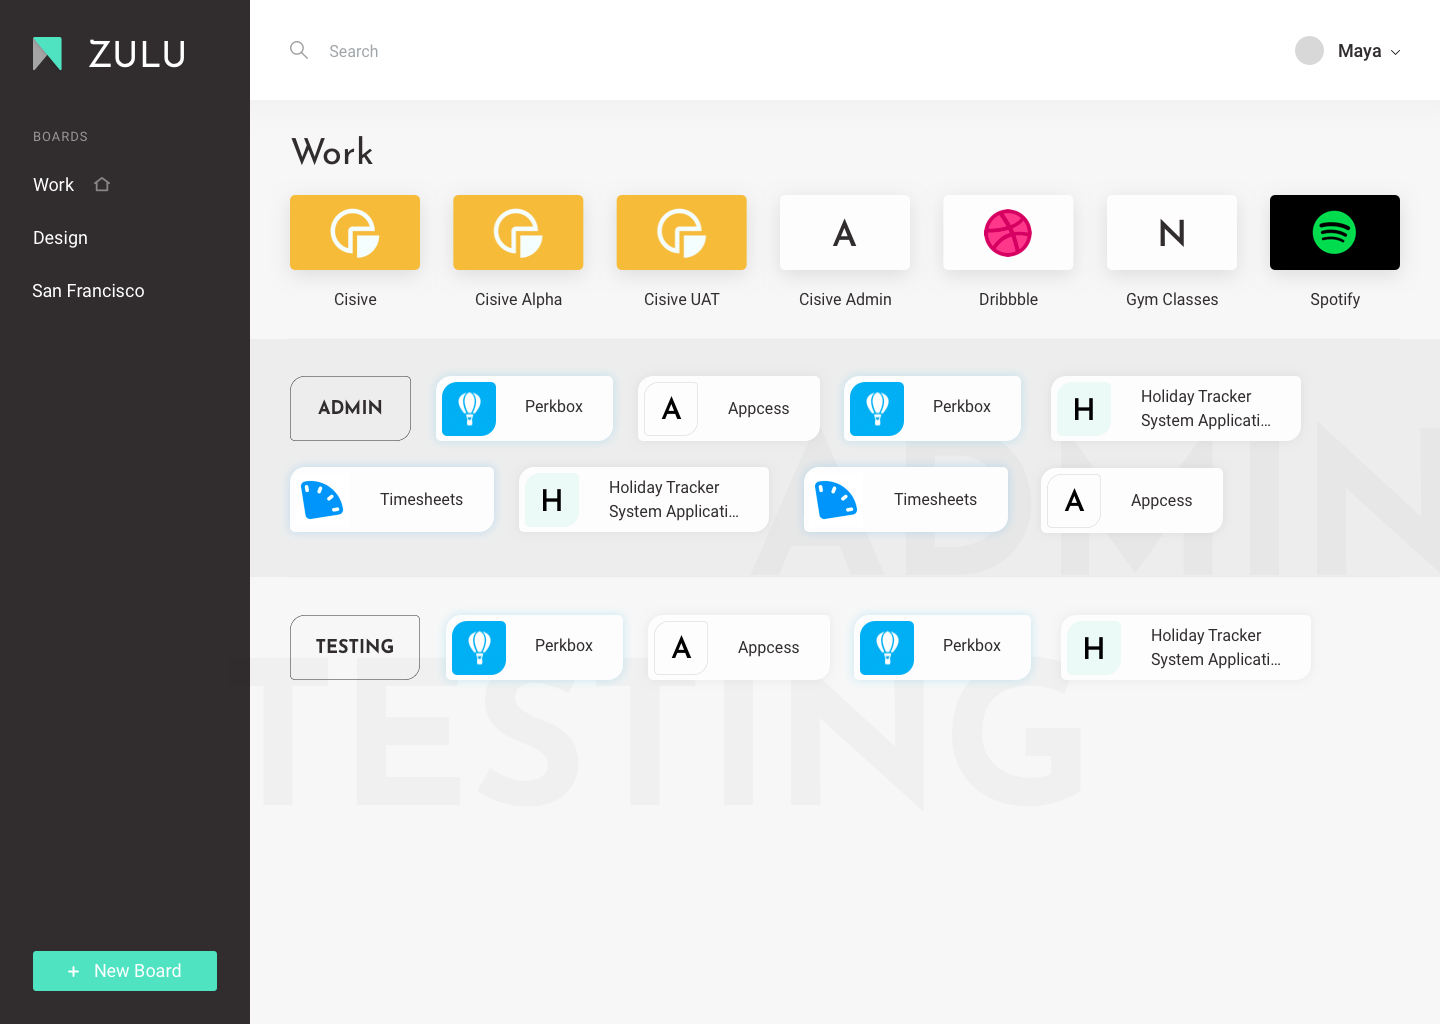 ZULU
Search
Maya
BOARDS
Work
Design
San Francisco
New Board
Work
A
N
Cisive
Cisive Alpha
Cisive UAT
Cisive Admin
Dribbble
Gym Classes
Spotify
ADMIN
Perkbox
A
Appcess
Perkbox
H
Holiday Tracker
System Applicati...
Timesheets
H
Holiday Tracker
System Applicati...
Timesheets
A
Appcess
ADMIN
TESTING
Perkbox
A
Appcess
Perkbox
H
Holiday Tracker
System Applicati...
TESTING